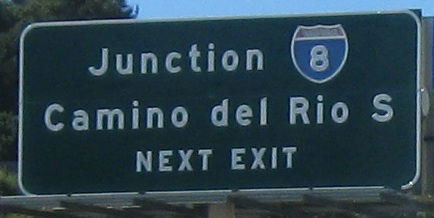 Junction 8
Camino del Rio S
NEXT EXIT